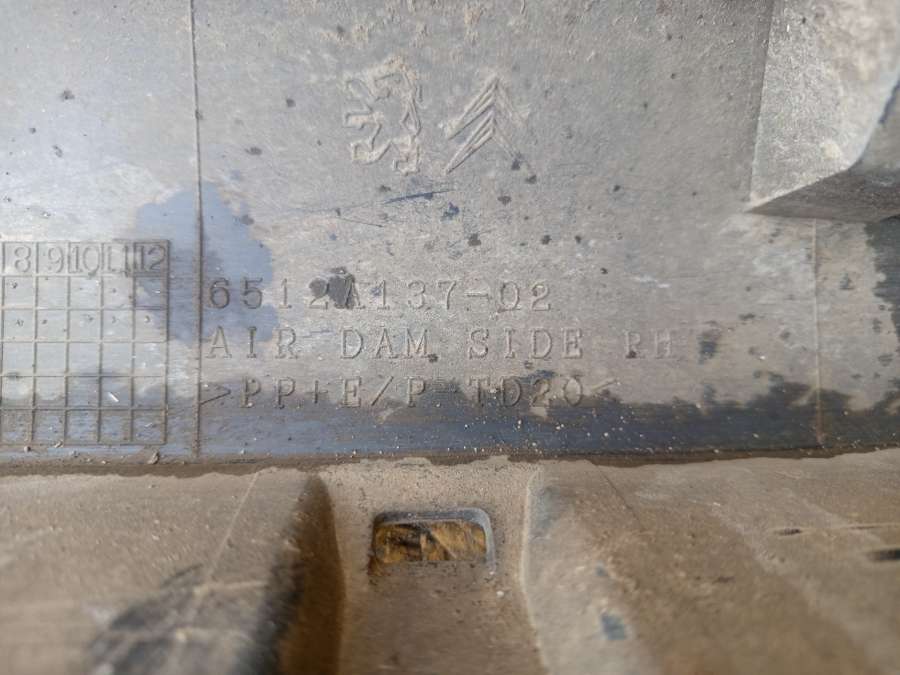 8 9 10 11 12
6512A137-02
AIR DAM SIDE RH
>PP+E/P-TD20<